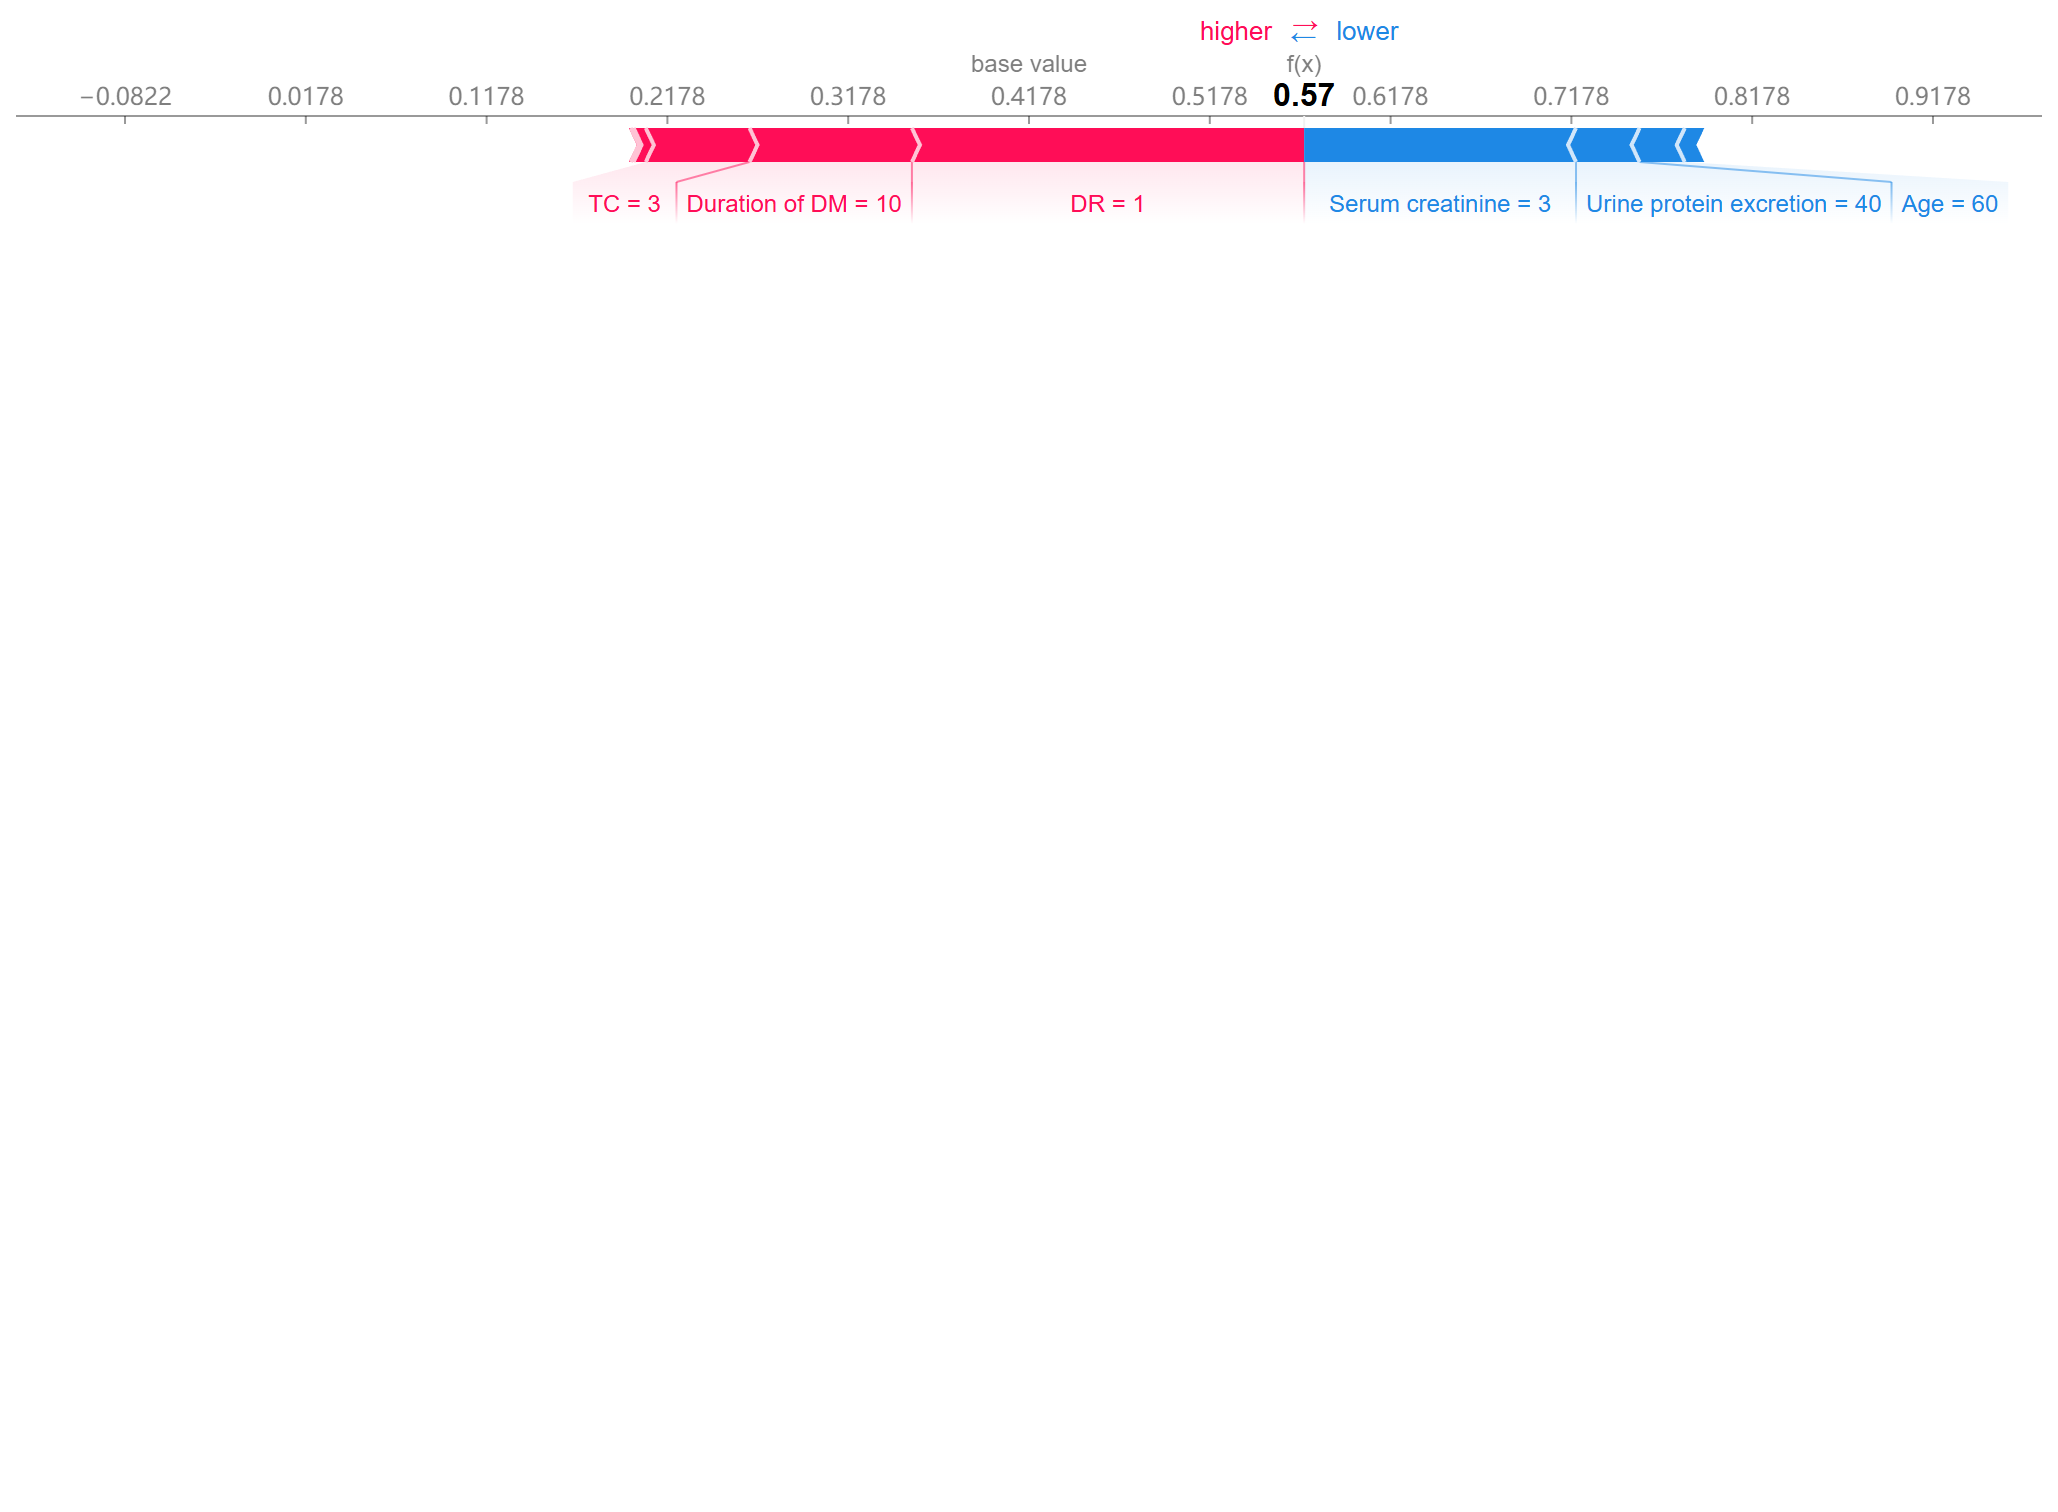 higher ⇄ lower
base value f(x)
−0.0822 0.0178 0.1178 0.2178 0.3178 0.4178 0.5178 0.57 0.6178 0.7178 0.8178 0.9178
TC = 3 Duration of DM = 10 DR = 1 Serum creatinine = 3 Urine protein excretion = 40 Age = 60